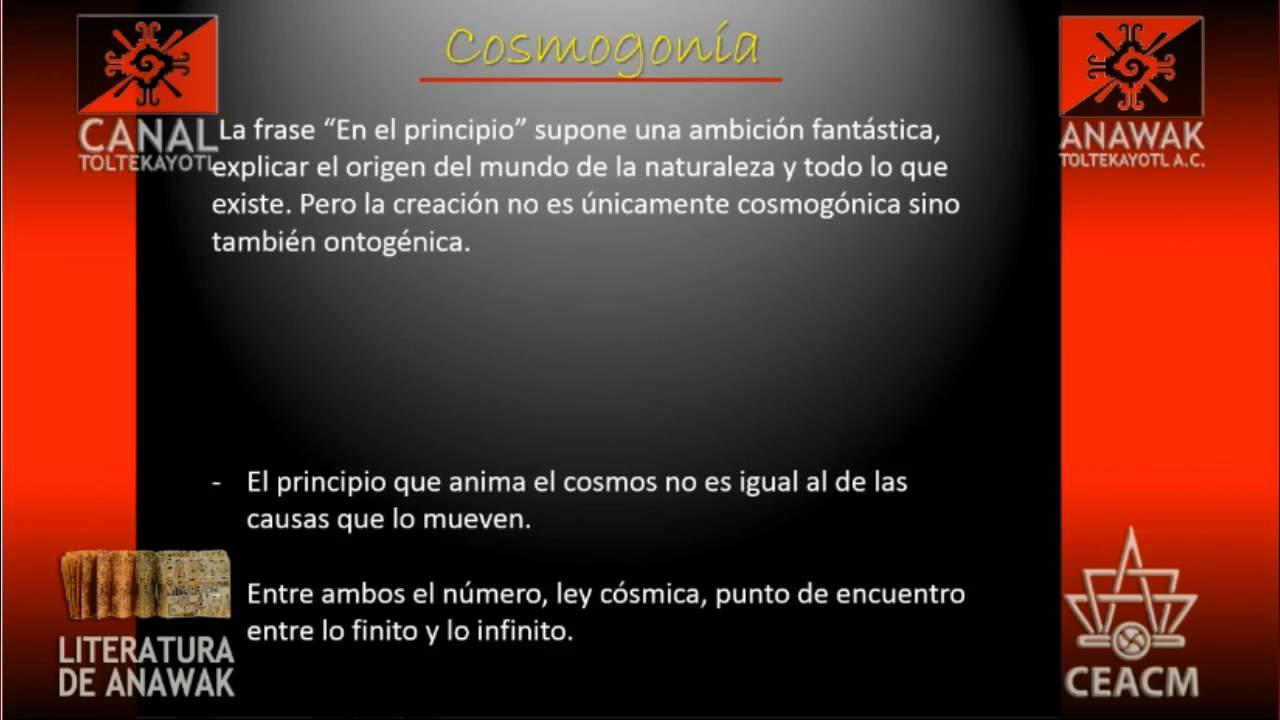 Cosmogonía
CANAL
TOLTEKAYOTL
ANAWAK
TOLTEKAYOTL A.C.
La frase “En el principio” supone una ambición fantástica,
explicar el origen del mundo de la naturaleza y todo lo que
existe. Pero la creación no es únicamente cosmogónica sino
también ontogénica.
- El principio que anima el cosmos no es igual al de las
causas que lo mueven.
Entre ambos el número, ley cósmica, punto de encuentro
entre lo finito y lo infinito.
LITERATURA
DE ANAWAK
CEACM